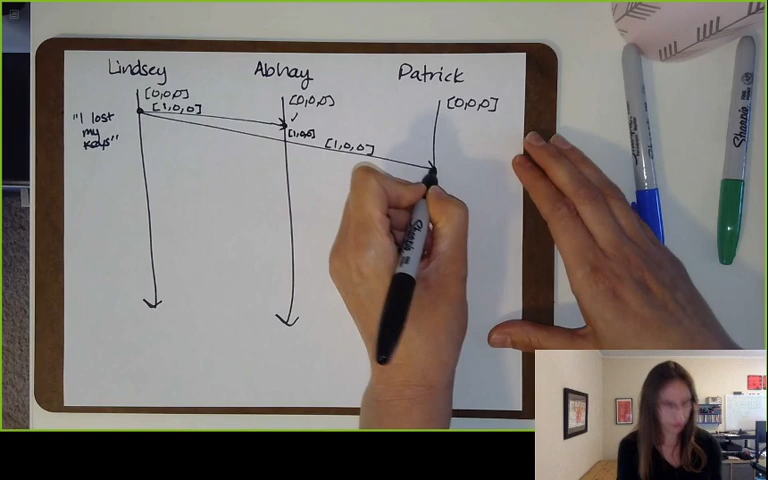 Lindsey Abhay Patrick
[0,0,0] [0,0,0] [0,0,0]
[1,0,0]
"I lost
my
keys"
[1,0,0]
[1,0,0]
Sharpie
Sharpie